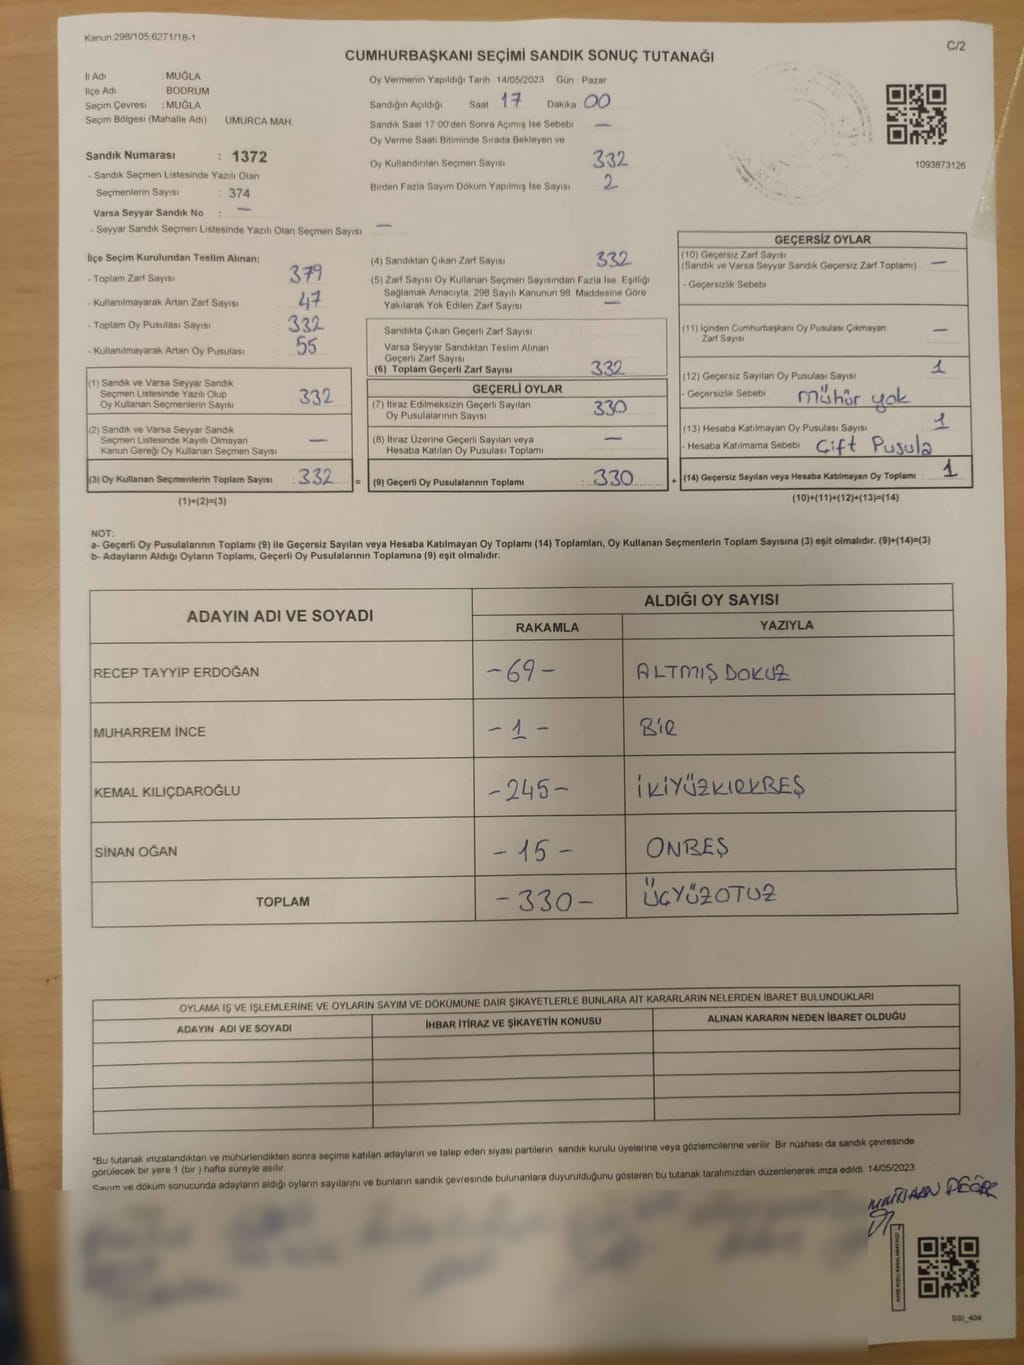 Kanun 298/105;6271/18-1
C/2
CUMHURBAŞKANI SEÇİMİ SANDIK SONUÇ TUTANAĞI
İl Adı : MUĞLA
İlçe Adı BODRUM
Seçim Çevresi : MUĞLA
Seçim Bölgesi (Mahalle Adı) : UMURCA MAH.
Sandık Numarası : 1372
- Sandık Seçmen Listesinde Yazılı Olan
Seçmenlerin Sayısı : 374
Varsa Seyyar Sandık No : —
- Seyyar Sandık Seçmen Listesinde Yazılı Olan Seçmen Sayısı —
Oy Vermenin Yapıldığı Tarih : 14/05/2023 Gün : Pazar
Sandığın Açıldığı Saat 17 Dakika 00
Sandık Saat 17:00'den Sonra Açımış İse Sebebi —
Oy Verme Saati Bitiminde Sırada Bekleyen ve
Oy Kullandırılan Seçmen Sayısı 332
Birden Fazla Sayım Döküm Yapılmış İse Sayısı 2
1093873126
İlçe Seçim Kurulundan Teslim Alınan;
- Toplam Zarf Sayısı 379
- Kullanılmayarak Artan Zarf Sayısı 47
- Toplam Oy Pusulası Sayısı 332
- Kullanılmayarak Artan Oy Pusulası 55
(1) Sandık ve Varsa Seyyar Sandık
Seçmen Listesinde Yazılı Olup
Oy Kullanan Seçmenlerin Sayısı 332
(2) Sandık ve Varsa Seyyar Sandık
Seçmen Listesinde Kayıtlı Olmayan
Kanun Gereği Oy Kullanan Seçmen Sayısı —
(3) Oy Kullanan Seçmenlerin Toplam Sayısı : 332 =
(1)+(2)=(3)
(4) Sandıktan Çıkan Zarf Sayısı 332
(5) Zarf Sayısı Oy Kullanan Seçmen Sayısından Fazla İse, Eşitliği
Sağlamak Amacıyla, 298 Sayılı Kanunun 98. Maddesine Göre
Yakılarak Yok Edilen Zarf Sayısı —
Sandıkta Çıkan Geçerli Zarf Sayısı
Varsa Seyyar Sandıktan Teslim Alınan
Geçerli Zarf Sayısı
(6) Toplam Geçerli Zarf Sayısı 332
GEÇERLİ OYLAR
(7) İtiraz Edilmeksizin Geçerli Sayılan
Oy Pusulalarının Sayısı 330
(8) İtiraz Üzerine Geçerli Sayılan veya
Hesaba Katılan Oy Pusulası Toplamı —
(9) Geçerli Oy Pusulalarının Toplamı : 330 +
GEÇERSİZ OYLAR
(10) Geçersiz Zarf Sayısı
(Sandık ve Varsa Seyyar Sandık Geçersiz Zarf Toplamı) —
- Geçersizlik Sebebi
(11) İçinden Cumhurbaşkanı Oy Pusulası Çıkmayan
Zarf Sayısı —
(12) Geçersiz Sayılan Oy Pusulası Sayısı 1
- Geçersizlik Sebebi mühür yok
(13) Hesaba Katılmayan Oy Pusulası Sayısı 1
- Hesaba Katılmama Sebebi Çift Pusula
(14) Geçersiz Sayılan veya Hesaba Katılmayan Oy Toplamı : 1
(10)+(11)+(12)+(13)=(14)
NOT:
a- Geçerli Oy Pusulalarının Toplamı (9) ile Geçersiz Sayılan veya Hesaba Katılmayan Oy Toplamı (14) Toplamları, Oy Kullanan Seçmenlerin Toplam Sayısına (3) eşit olmalıdır. (9)+(14)=(3)
b- Adayların Aldığı Oyların Toplamı, Geçerli Oy Pusulalarının Toplamına (9) eşit olmalıdır.
ADAYIN ADI VE SOYADI
ALDIĞI OY SAYISI
RAKAMLA YAZIYLA
RECEP TAYYİP ERDOĞAN -69- ALTMIŞ DOKUZ
MUHARREM İNCE -1- BİR
KEMAL KILIÇDAROĞLU -245- İKİYÜZKIRKBEŞ
SİNAN OĞAN -15- ONBEŞ
TOPLAM -330- ÜÇYÜZOTUZ
OYLAMA İŞ VE İŞLEMLERİNE VE OYLARIN SAYIM VE DÖKÜMÜNE DAİR ŞİKAYETLERLE BUNLARA AİT KARARLARIN NELERDEN İBARET BULUNDUKLARI
ADAYIN ADI VE SOYADI İHBAR İTİRAZ VE ŞİKAYETİN KONUSU ALINAN KARARIN NEDEN İBARET OLDUĞU
*Bu tutanak imzalandıktan ve mühürlendikten sonra seçime katılan adayların ve talep eden siyasi partilerin sandık kurulu üyelerine veya gözlemcilerine verilir. Bir nüshası da sandık çevresinde
görülecek bir yere 1 (bir) hafta süreyle asılır.
Sayım ve döküm sonucunda adayların aldığı oyların sayılarını ve bunların sandık çevresinde bulunanlara duyurulduğunu gösteren bu tutanak tarafımızdan düzenlenerek imza edildi. 14/05/2023
SSI_404